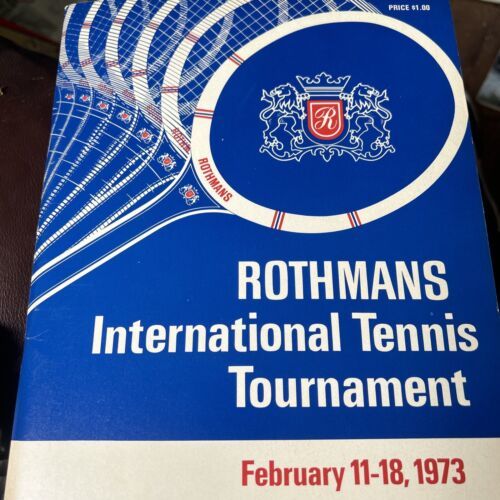 PRICE $1.00
R
ROTHMANS
ROTHMANS
International Tennis
Tournament
February 11-18, 1973